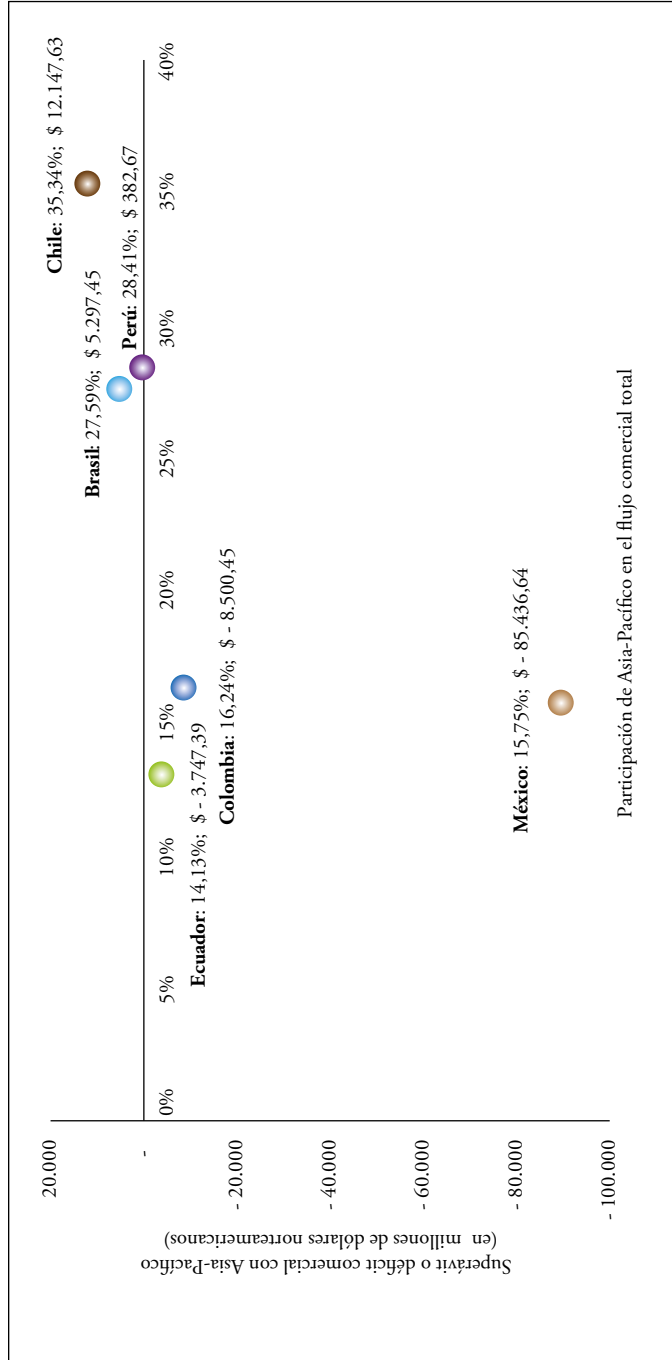 Superávit o déficit comercial con Asia-Pacífico
(en millones de dólares norteamericanos)
20.000
-
- 20.000
- 40.000
- 60.000
- 80.000
- 100.000
Chile: 35,34%; $ 12.147,63
Brasil: 27,59%; $ 5.297,45
Perú: 28,41%; $ 382,67
0%
5%
10%
15%
20%
25%
30%
35%
40%
Ecuador: 14,13%; $ - 3.747,39
Colombia: 16,24%; $ - 8.500,45
México: 15,75%; $ - 85.436,64
Participación de Asia-Pacífico en el flujo comercial total